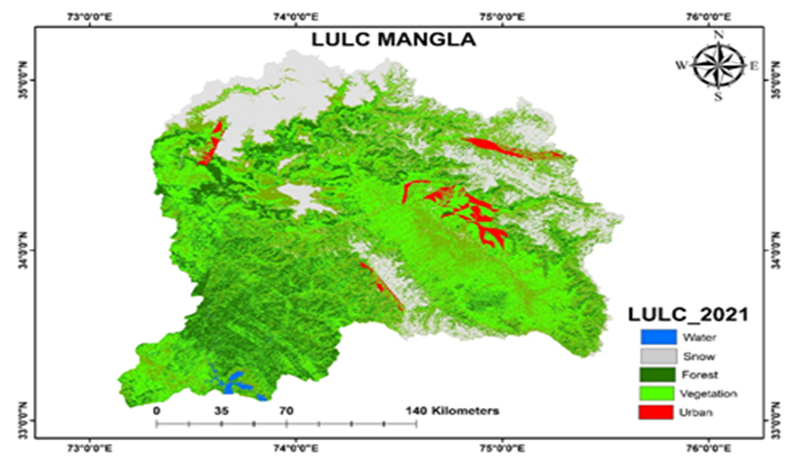 73°0'0"E 74°0'0"E 75°0'0"E 76°0'0"E
LULC MANGLA
N
W E
S
35°0'0"N 35°0'0"N
34°0'0"N 34°0'0"N
LULC_2021
Water
Snow
Forest
Vegetation
Urban
0 35 70 140 Kilometers
33°0'0"N 33°0'0"N
73°0'0"E 74°0'0"E 75°0'0"E 76°0'0"E